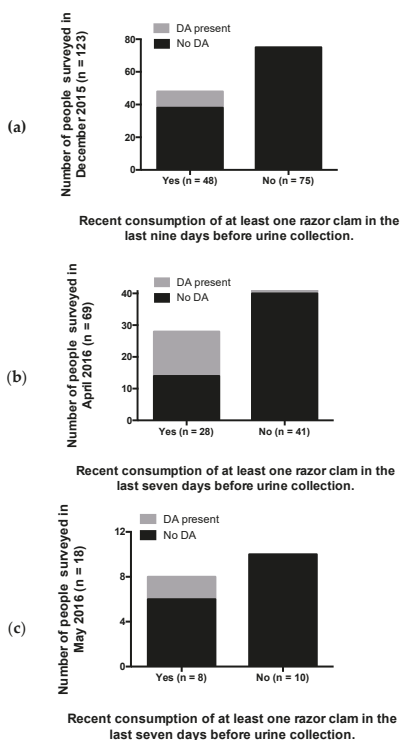 (a)
Number of people surveyed in
December 2015 (n = 123)
DA present
No DA
80
60
40
20
0
Yes (n = 48)
No (n = 75)
Recent consumption of at least one razor clam in the
last nine days before urine collection.
(b)
Number of people surveyed in
April 2016 (n = 69)
DA present
No DA
40
30
20
10
0
Yes (n = 28)
No (n = 41)
Recent consumption of at least one razor clam in the
last seven days before urine collection.
(c)
Number of people surveyed in
May 2016 (n = 18)
DA present
No DA
12
8
4
0
Yes (n = 8)
No (n = 10)
Recent consumption of at least one razor clam in the
last seven days before urine collection.